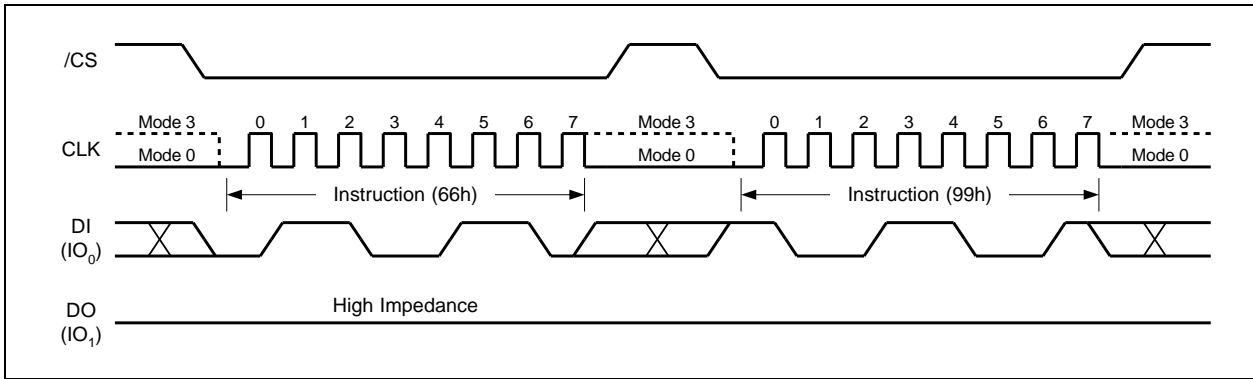 /CS
Mode 3 0 1 2 3 4 5 6 7 Mode 3 0 1 2 3 4 5 6 7 Mode 3
CLK
Mode 0 Mode 0 Mode 0
Instruction (66h) Instruction (99h)
DI
(IO₀)
High Impedance
DO
(IO₁)